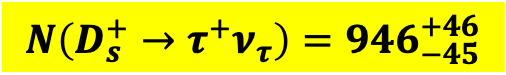 N(D_s^+ → τ^+ν_τ) = 946^{+46}_{-45}